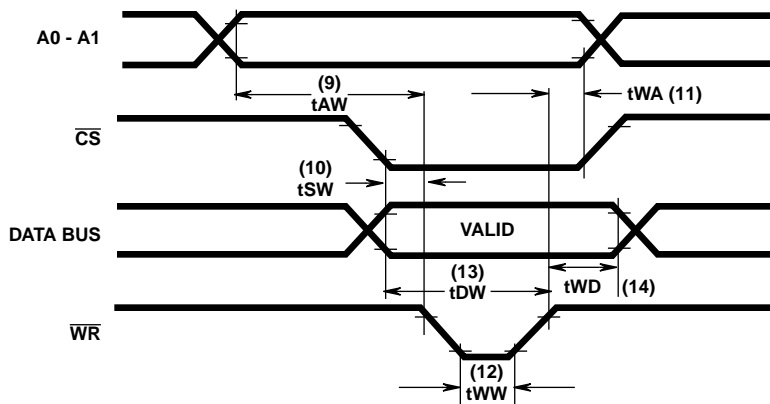 A0 - A1
(9)
tAW
tWA (11)
CS
(10)
tSW
DATA BUS
VALID
(13)
tDW
tWD (14)
WR
(12)
tWW